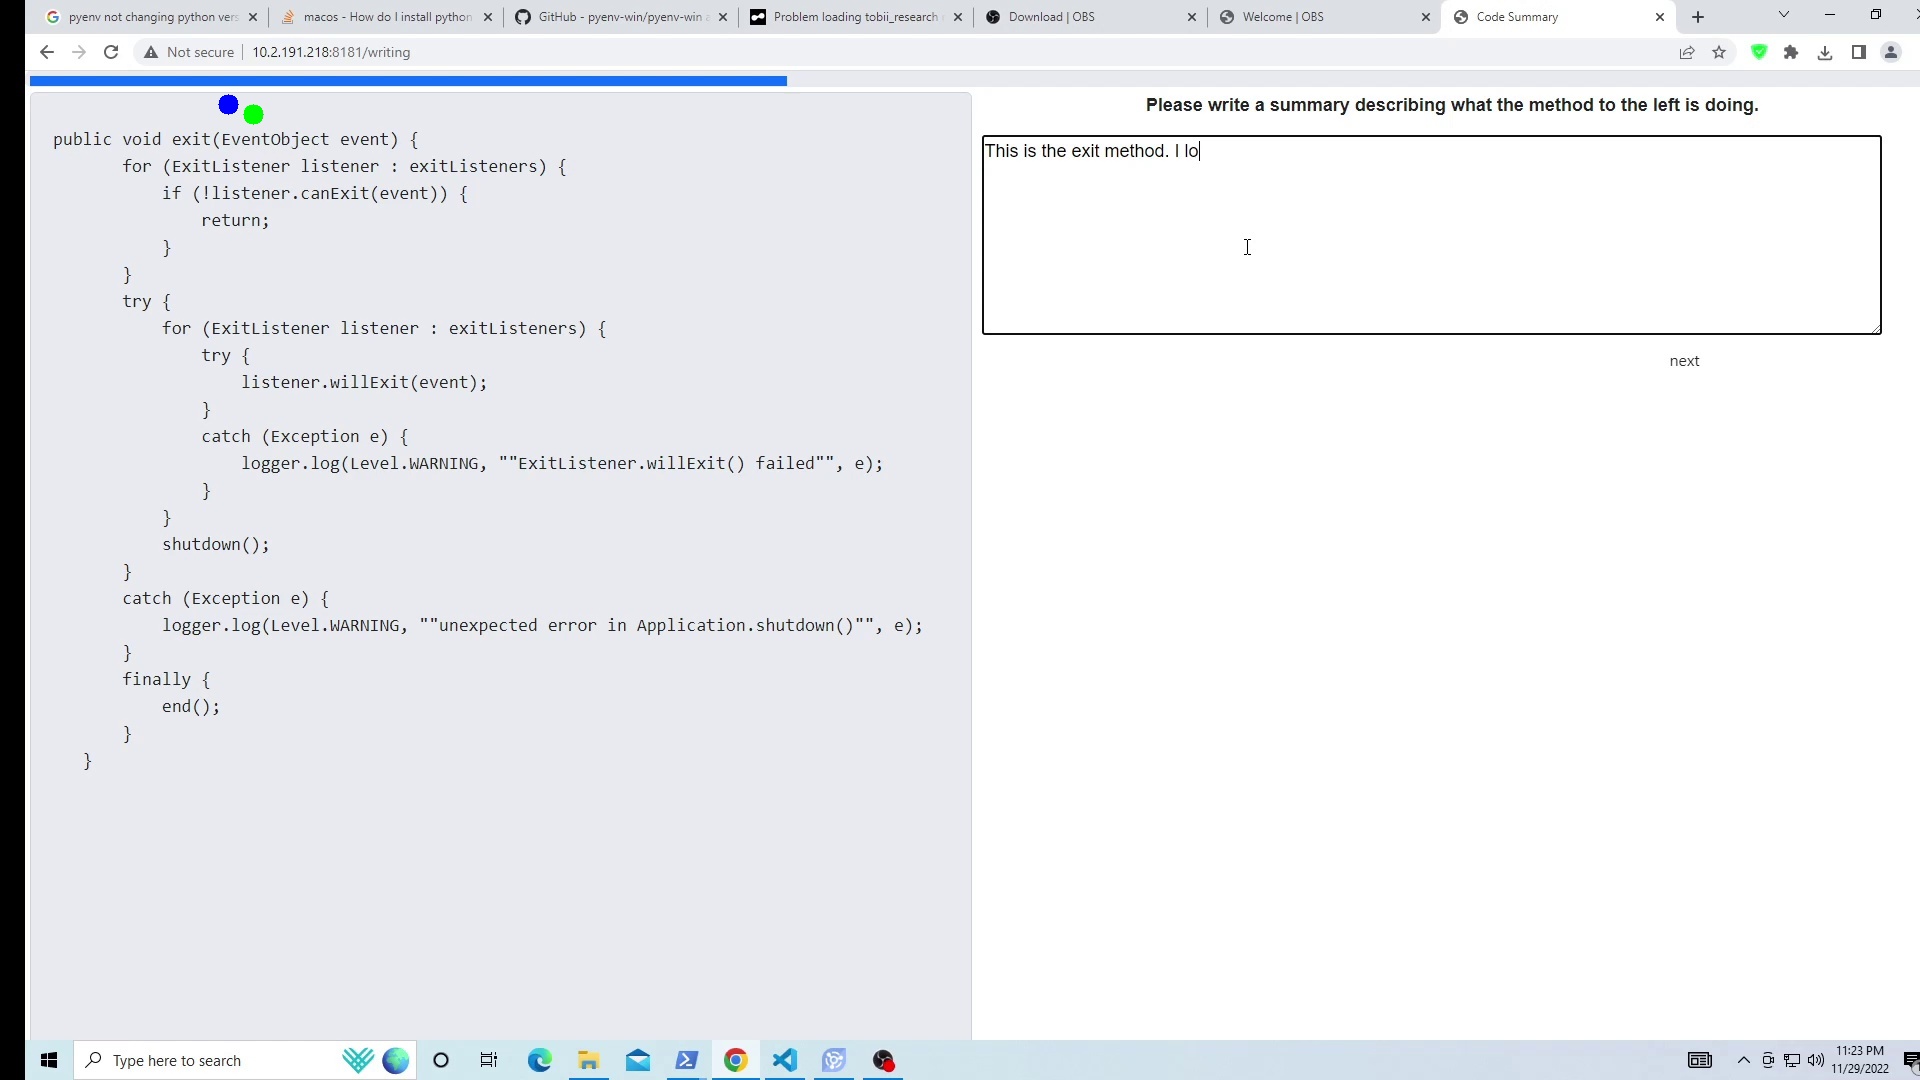 pyenv not changing python vers
macos - How do I install python
GitHub - pyenv-win/pyenv-win a
Problem loading tobii_research
Download | OBS
Welcome | OBS
Code Summary
Not secure
10.2.191.218:8181/writing
public void exit(EventObject event) {
for (ExitListener listener : exitListeners) {
if (!listener.canExit(event)) {
return;
}
}
try {
for (ExitListener listener : exitListeners) {
try {
listener.willExit(event);
}
catch (Exception e) {
logger.log(Level.WARNING, ""ExitListener.willExit() failed"", e);
}
}
shutdown();
}
catch (Exception e) {
logger.log(Level.WARNING, ""unexpected error in Application.shutdown()"", e);
}
finally {
end();
}
}
Please write a summary describing what the method to the left is doing.
This is the exit method. I lo
next
Type here to search
11:23 PM
11/29/2022